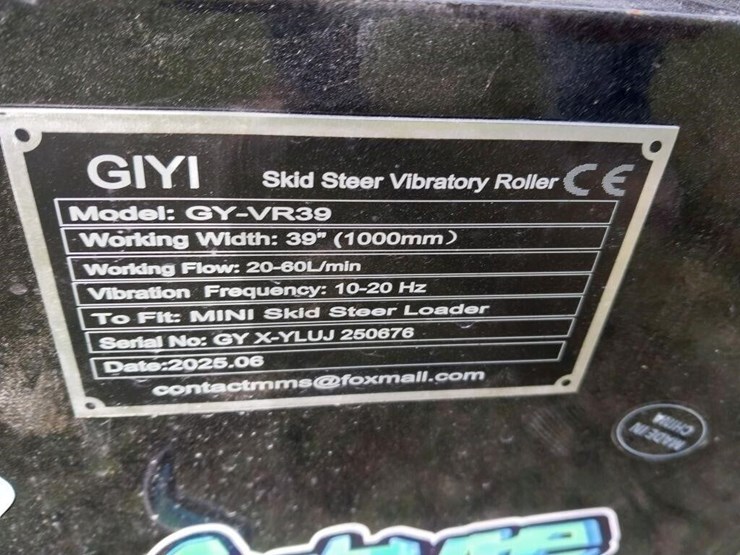 GIYI Skid Steer Vibratory Roller CE
Model: GY-VR39
Working Width: 39" (1000mm）
Working Flow: 20-60L/min
Vibration Frequency: 10-20 Hz
To Fit: MINI Skid Steer Loader
Serial No: GY X-YLUJ 250676
Date:2025.06
contactmms@foxmail.com
MADE IN
CHINA